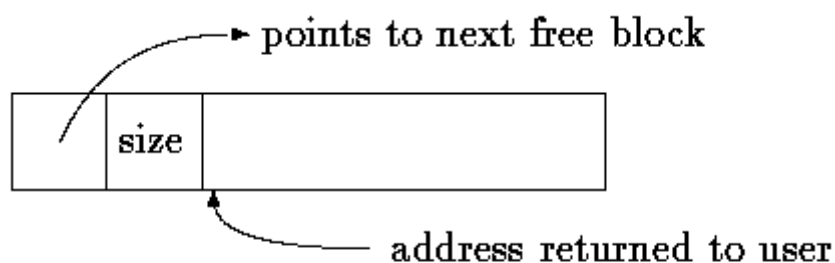 points to next free block
size
address returned to user